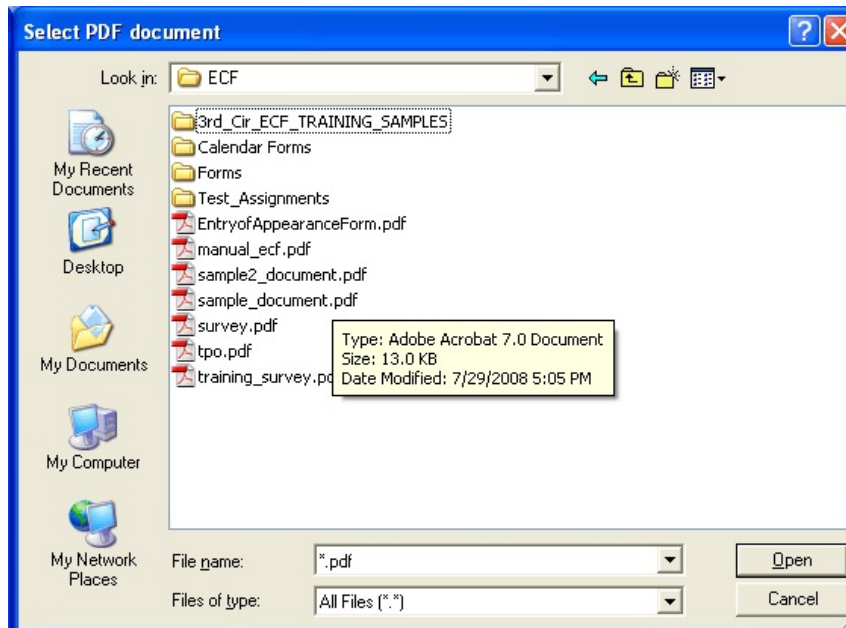 Select PDF document
Look in: ECF
My Recent
Documents
Desktop
My Documents
My Computer
My Network
Places
3rd_Cir_ECF_TRAINING_SAMPLES
Calendar Forms
Forms
Test_Assignments
EntryofAppearanceForm.pdf
manual_ecf.pdf
sample2_document.pdf
sample_document.pdf
survey.pdf
tpo.pdf
training_survey.pd
Type: Adobe Acrobat 7.0 Document
Size: 13.0 KB
Date Modified: 7/29/2008 5:05 PM
File name: *.pdf
Open
Files of type: All Files (*.*)
Cancel